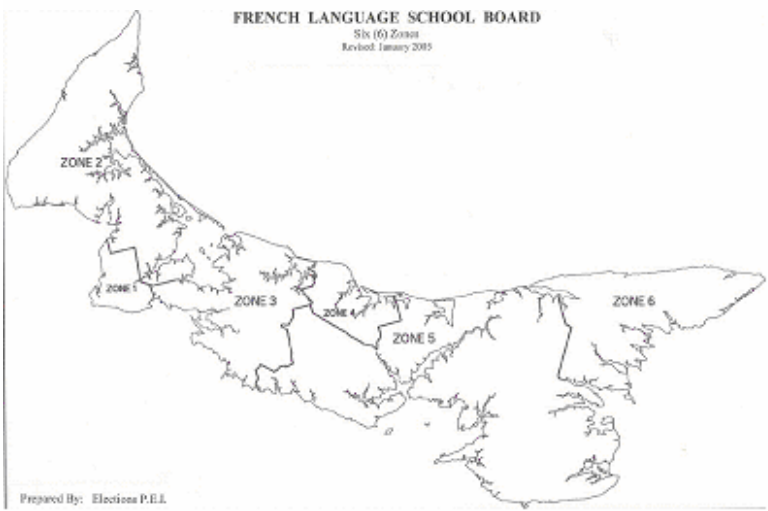 FRENCH LANGUAGE SCHOOL BOARD
Six (6) Zones
Revised: January 2005
ZONE 2
ZONE 1
ZONE 3
ZONE 4
ZONE 5
ZONE 6
Prepared By: Elections P.E.I.